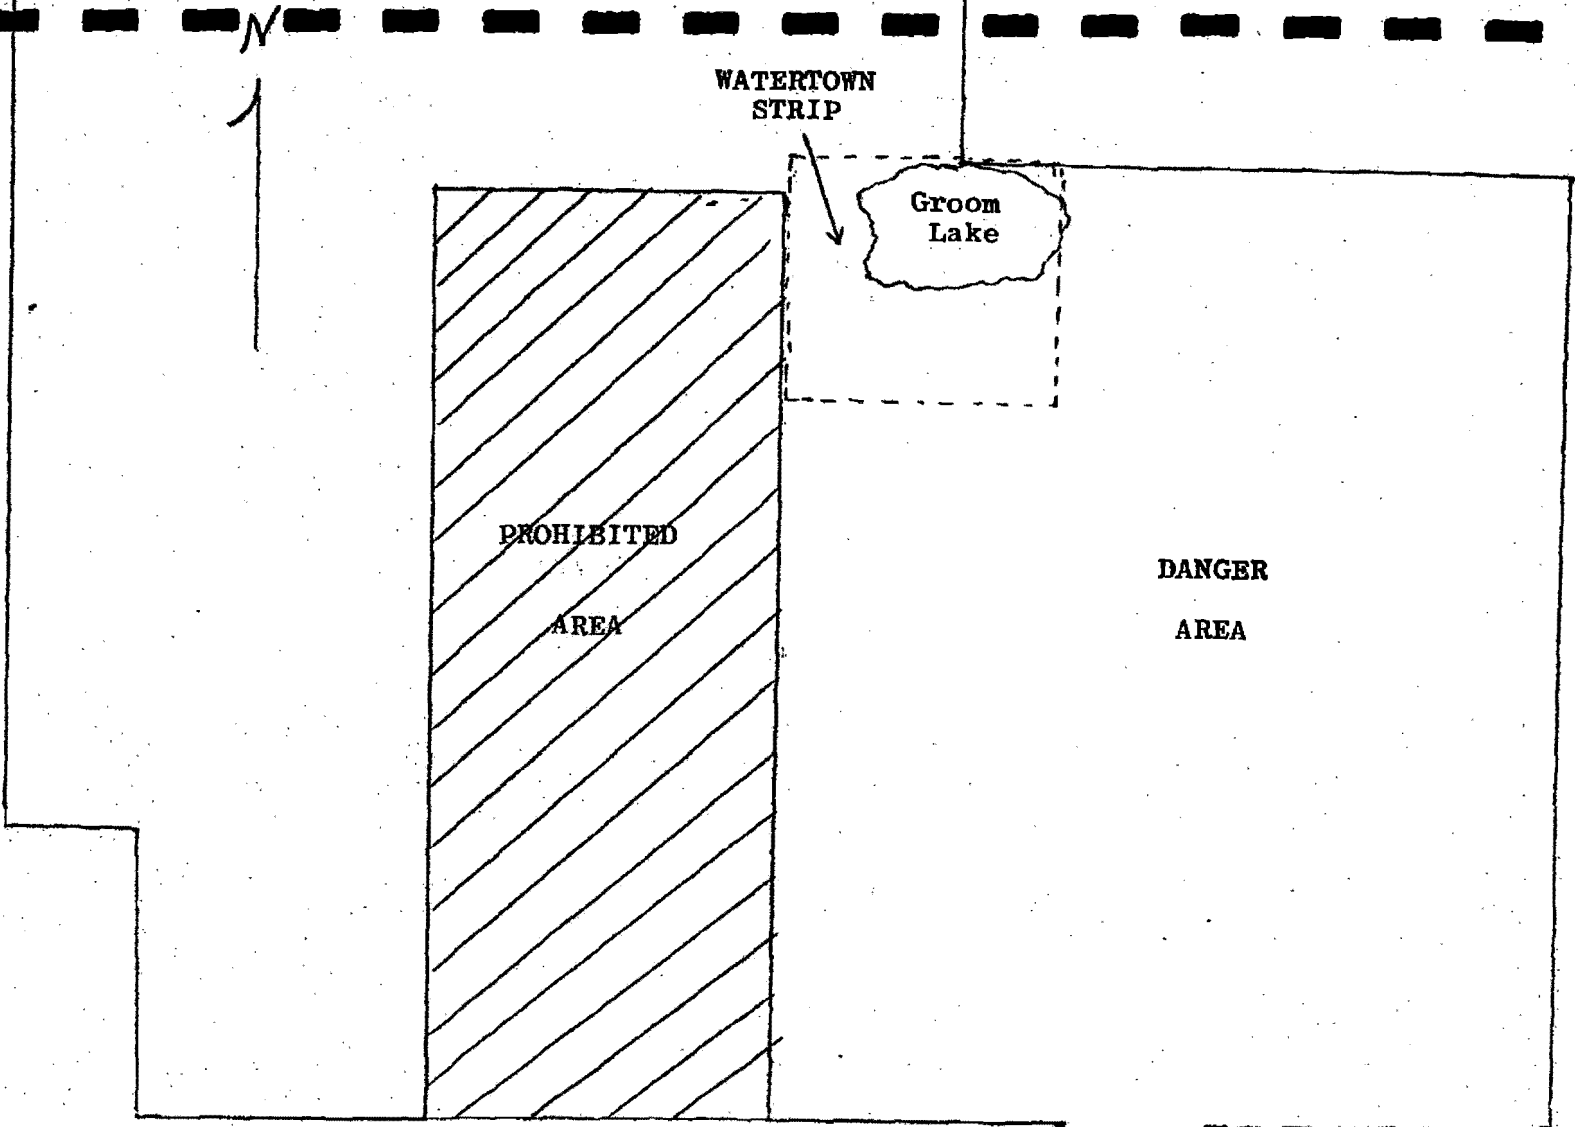 N
WATERTOWN
STRIP
Groom
Lake
PROHIBITED
AREA
DANGER
AREA